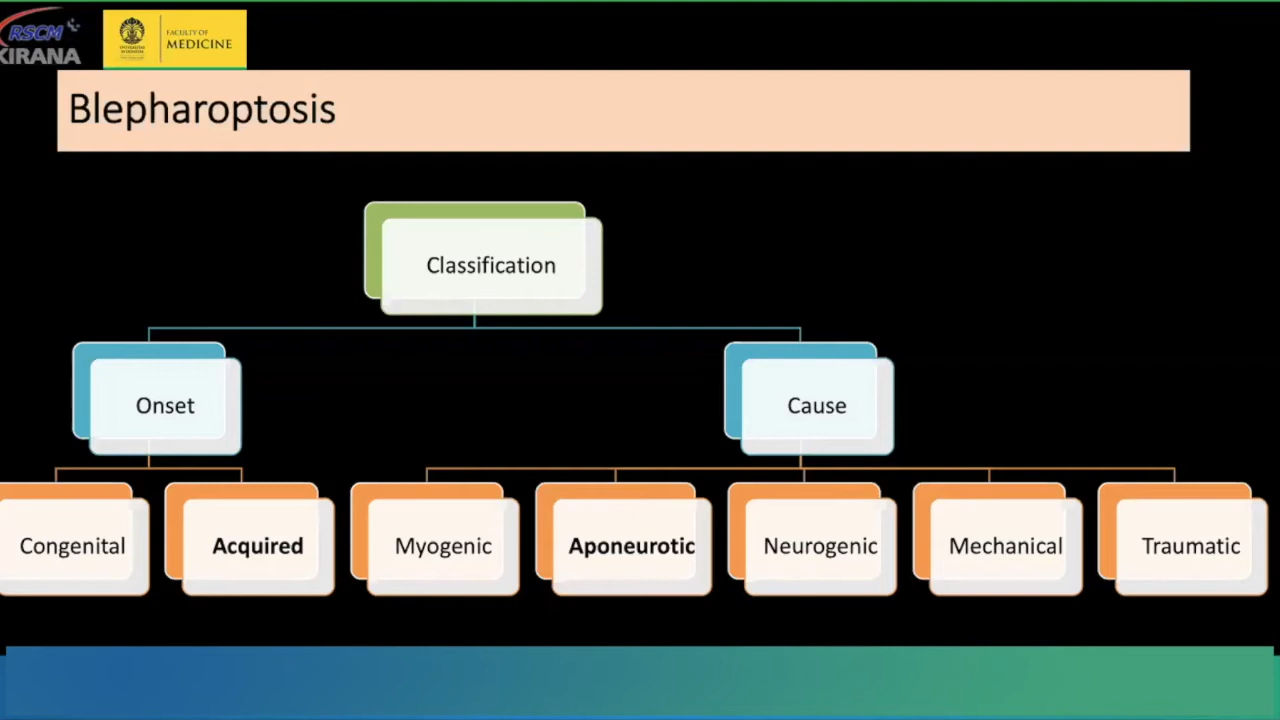 RSCM
KIRANA
FACULTY OF
MEDICINE
Blepharoptosis
Classification
Onset
Cause
Congenital
Acquired
Myogenic
Aponeurotic
Neurogenic
Mechanical
Traumatic